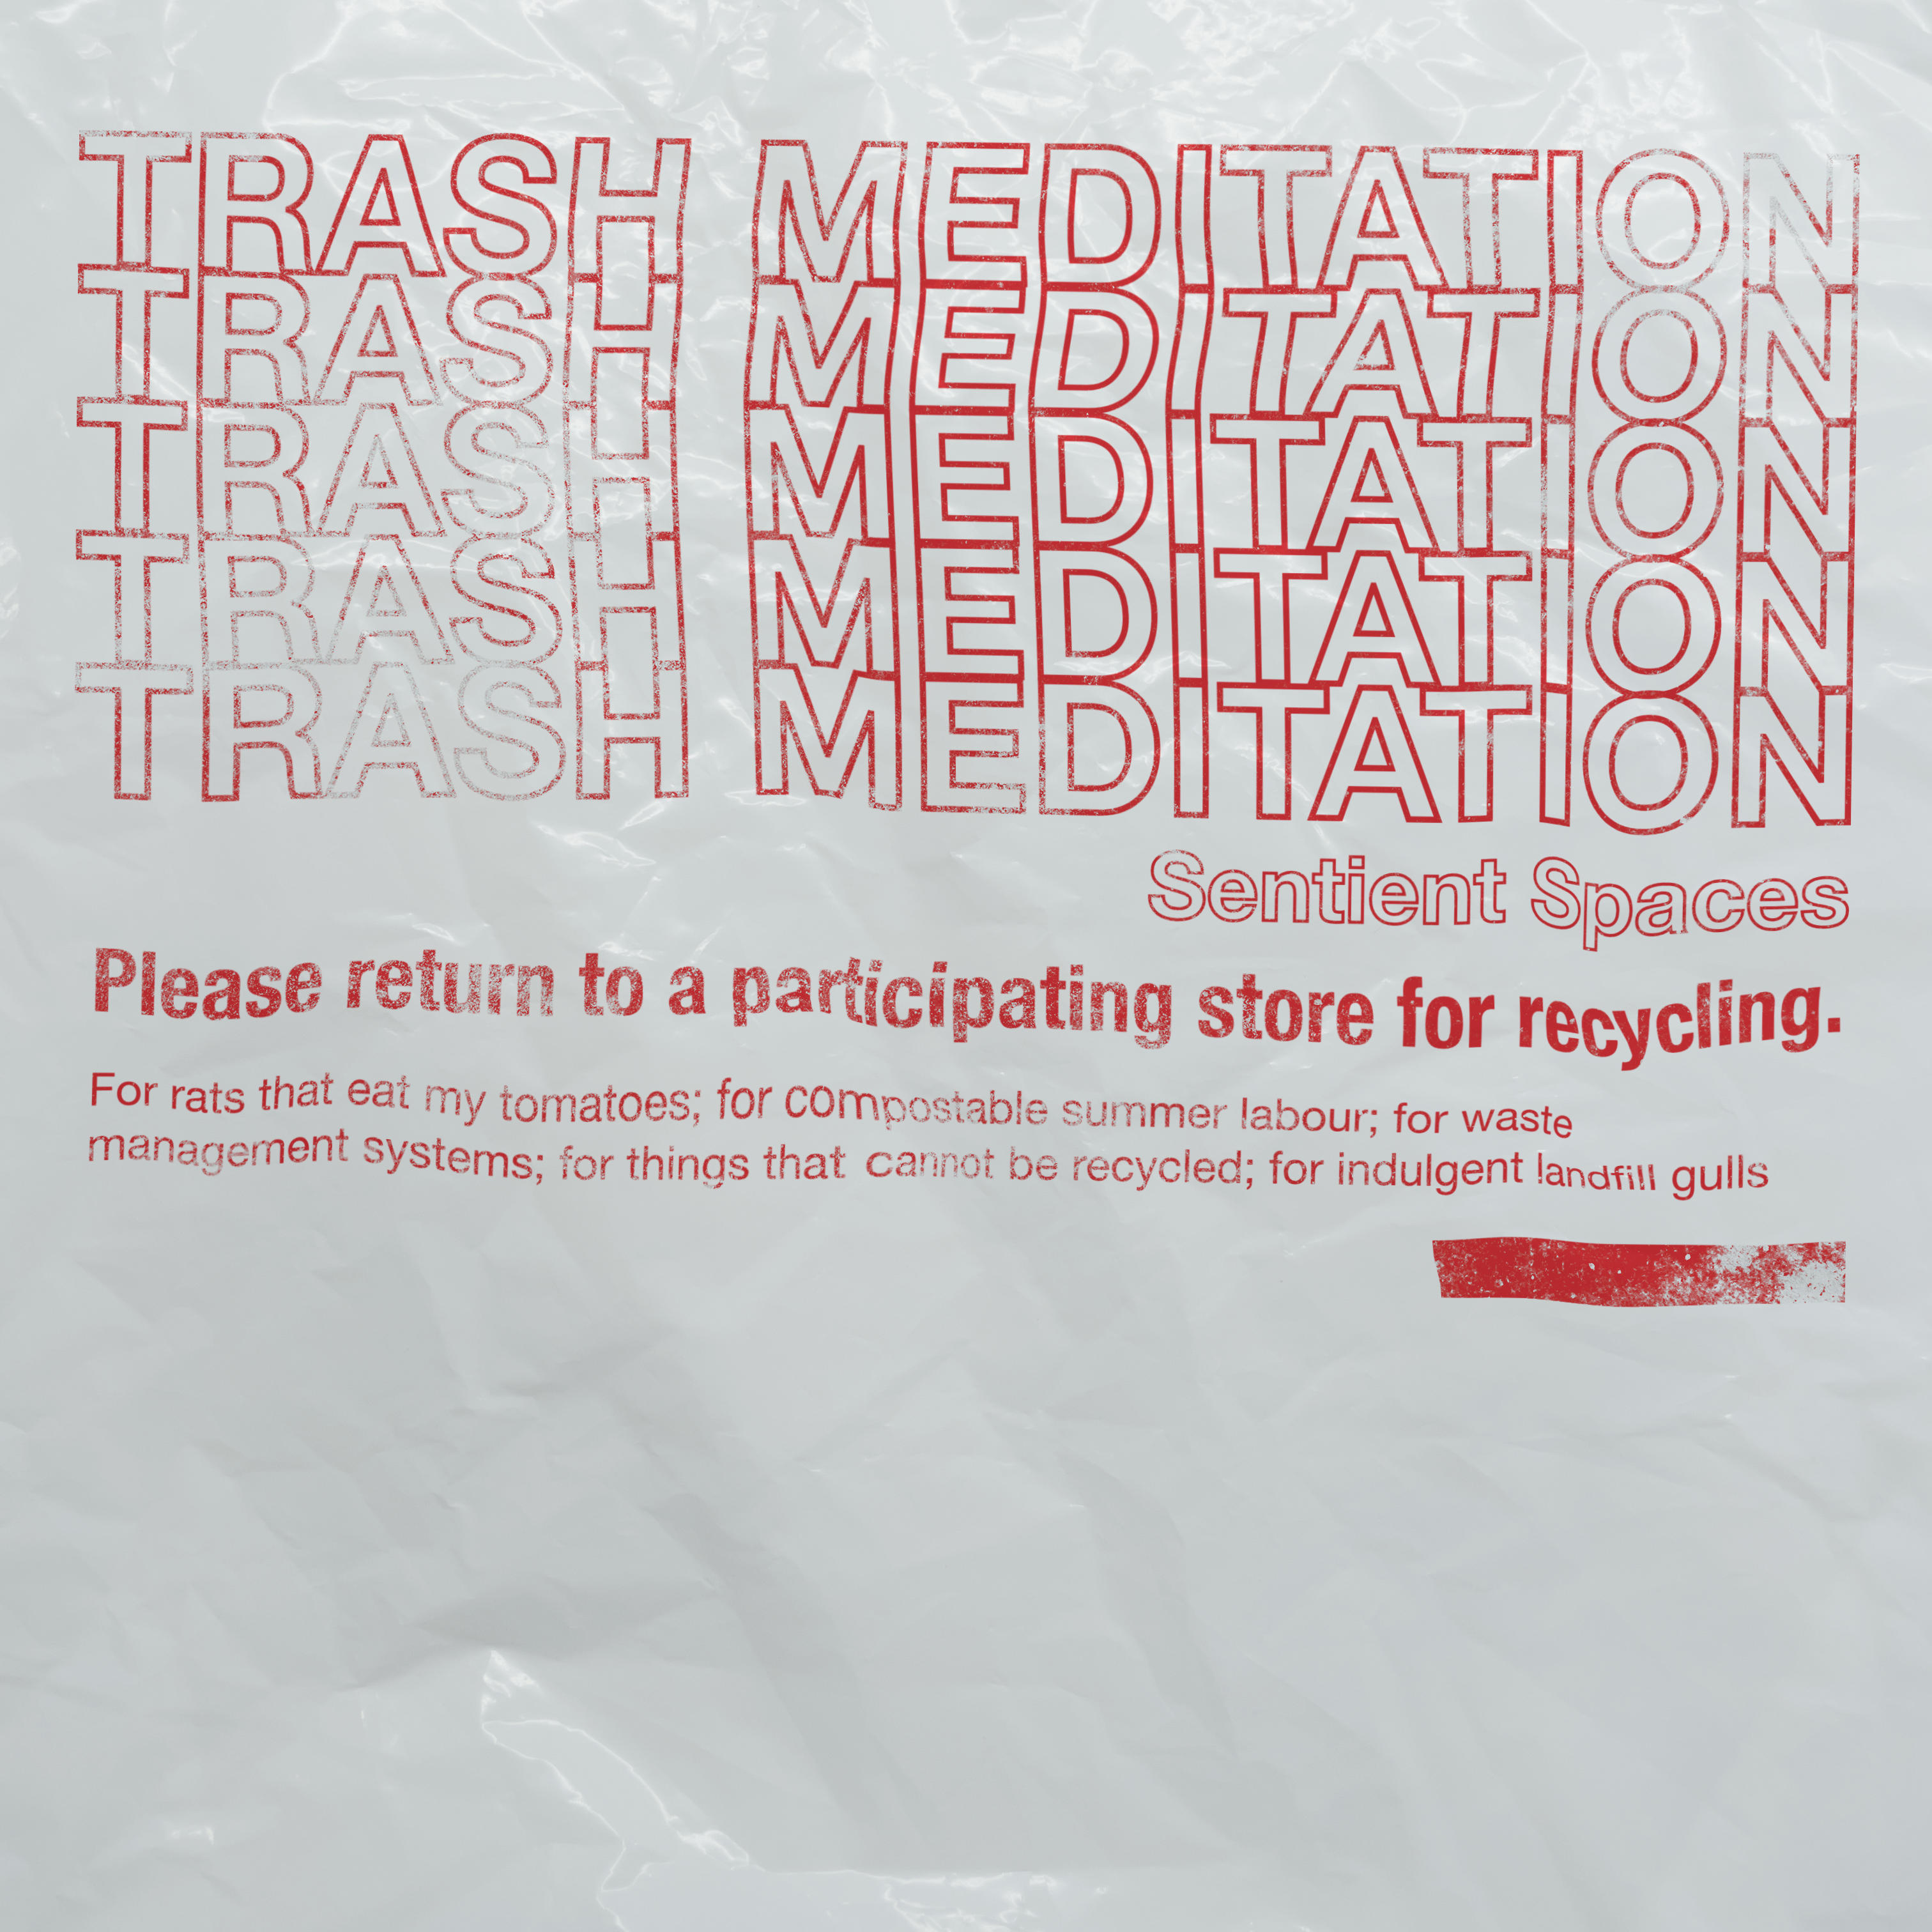 TRASH MEDITATION
TRASH MEDITATION
TRASH MEDITATION
TRASH MEDITATION
TRASH MEDITATION
Sentient Spaces
Please return to a participating store for recycling.
For rats that eat my tomatoes; for compostable summer labour; for waste
management systems; for things that cannot be recycled; for indulgent landfill gulls